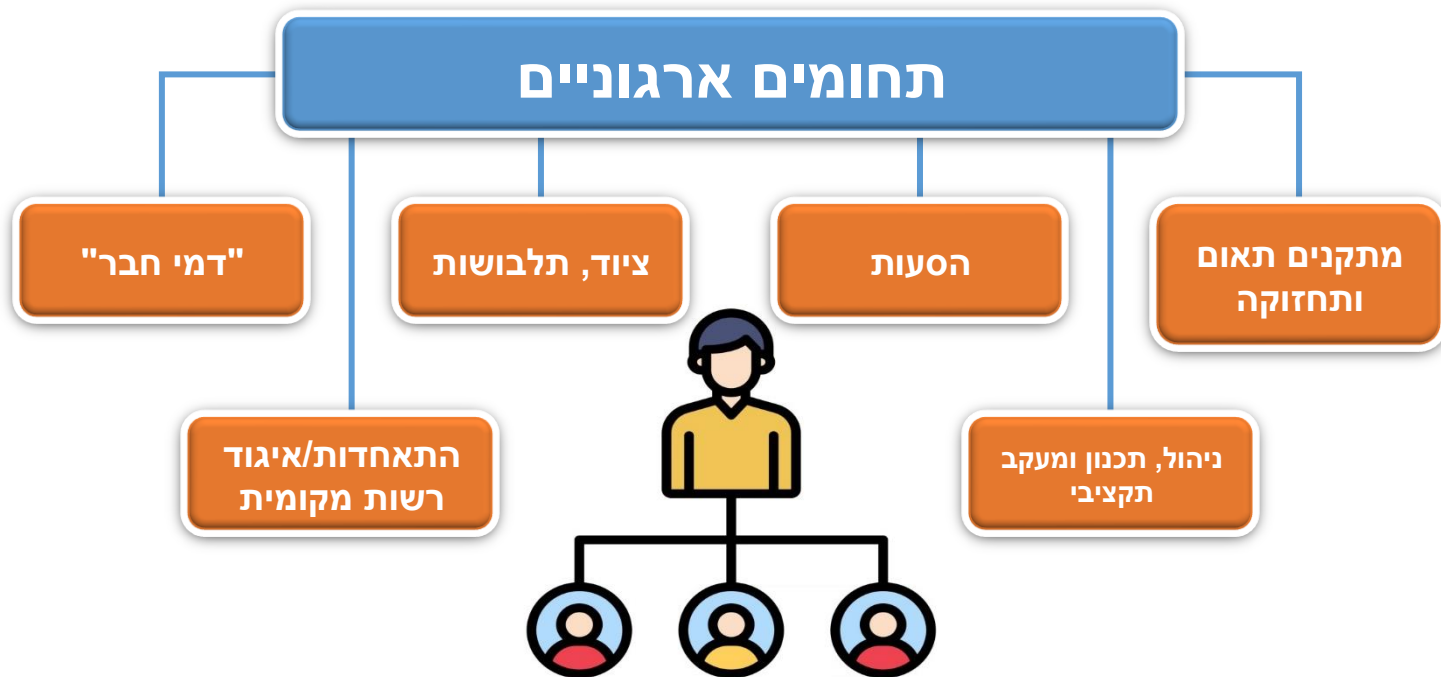 תחומים ארגוניים
מתקנים תאום
ותחזוקה
הסעות
ציוד, תלבושות
"דמי חבר"
ניהול, תכנון ומעקב
תקציבי
התאחדות/איגוד
רשות מקומית